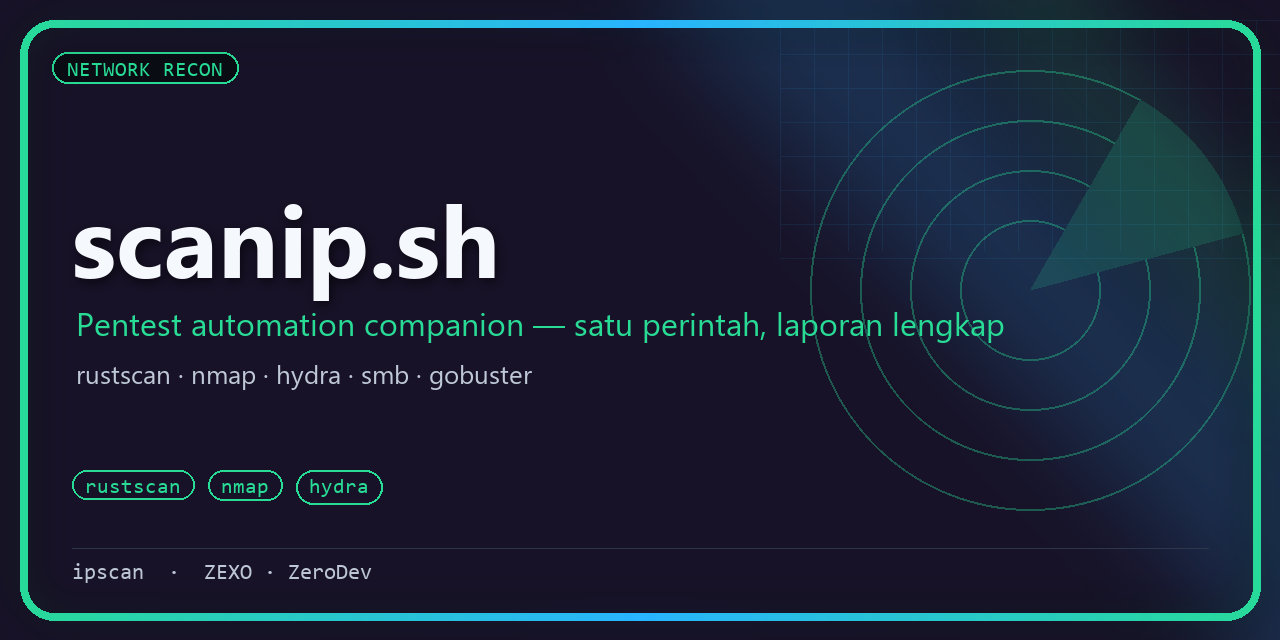 NETWORK RECON
scanip.sh
Pentest automation companion — satu perintah, laporan lengkap
rustscan · nmap · hydra · smb · gobuster
rustscan nmap hydra
ipscan · ZEXO · ZeroDev